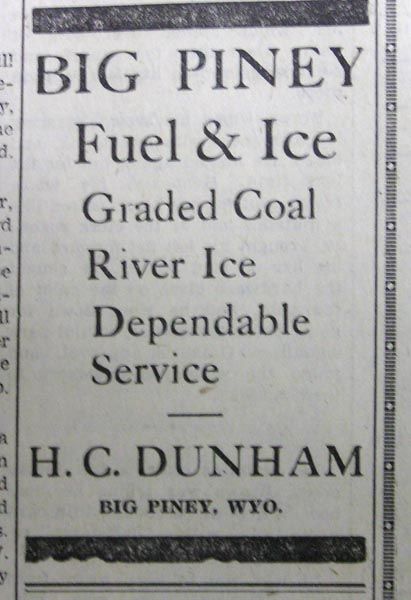 BIG PINEY
Fuel & Ice
Graded Coal
River Ice
Dependable
Service
H. C. DUNHAM
BIG PINEY, WYO.